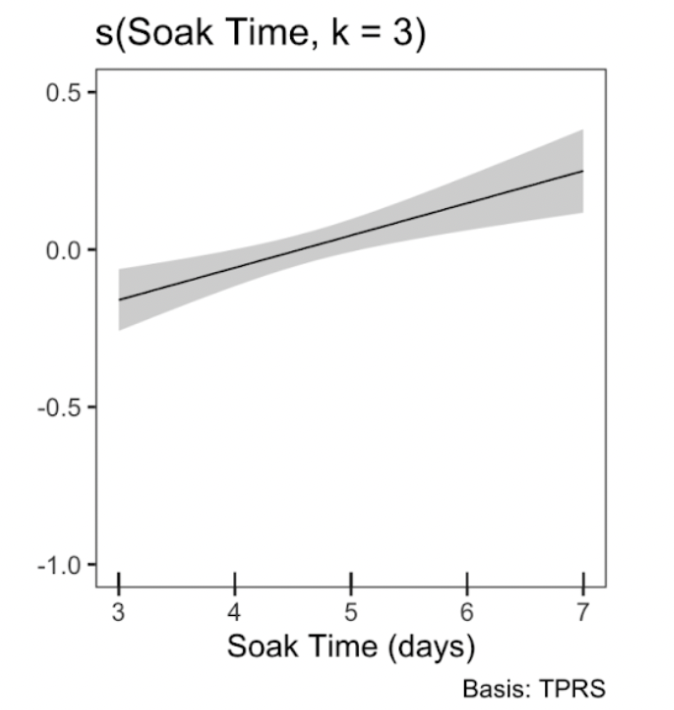 s(Soak Time, k = 3)
0.5
0.0
-0.5
-1.0
3 4 5 6 7
Soak Time (days)
Basis: TPRS